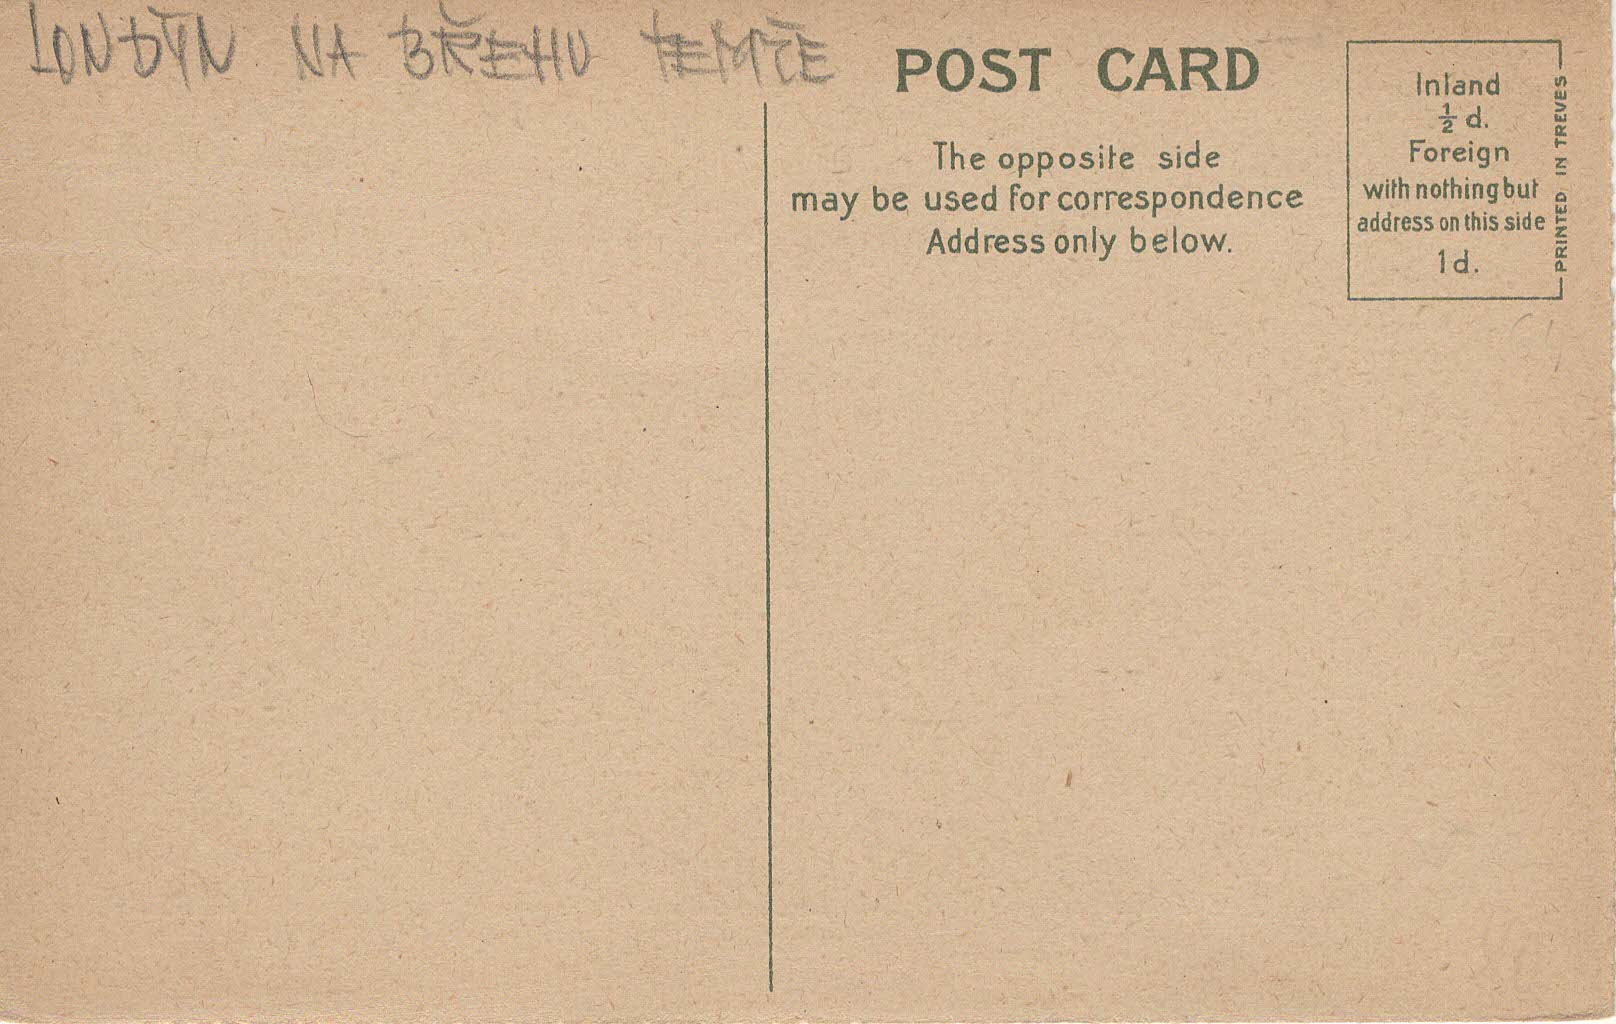 LONDÝN NA BŘEHU TEMŽE
POST CARD
The opposite side
may be used for correspondence
Address only below.
Inland
½ d.
Foreign
with nothing but
address on this side
1d.
PRINTED IN TREVES